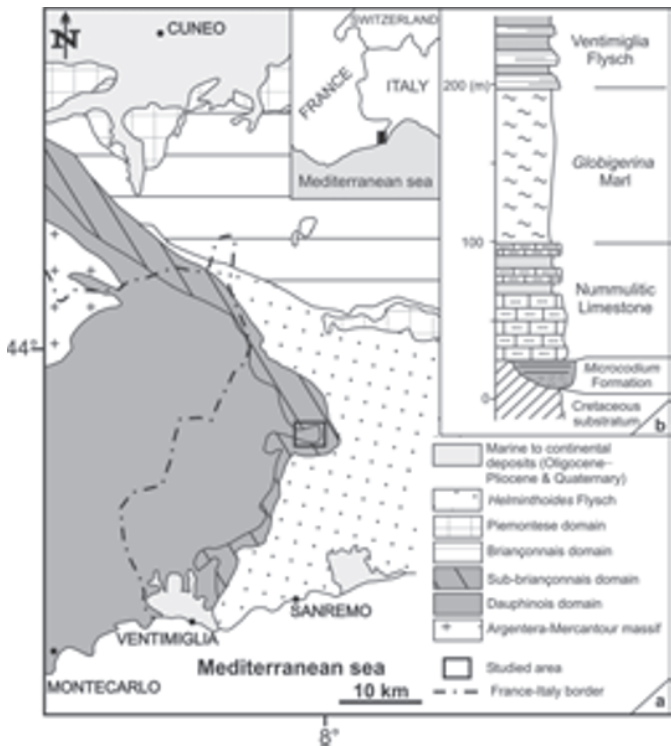 N
CUNEO
SWITZERLAND
FRANCE
ITALY
Mediterranean sea
Ventimiglia
Flysch
200 (m)
Globigerina
Marl
100
Nummulitic
Limestone
Microcodium
Formation
0
Cretaceous
substratum
b
44°
Marine to continental
deposits (Oligocene–
Pliocene & Quaternary)
Helminthoides Flysch
Piemontese domain
Briançonnais domain
Sub-briançonnais domain
Dauphinois domain
Argentera-Mercantour massif
Studied area
France-Italy border
a
SANREMO
VENTIMIGLIA
Mediterranean sea
MONTECARLO
10 km
8°